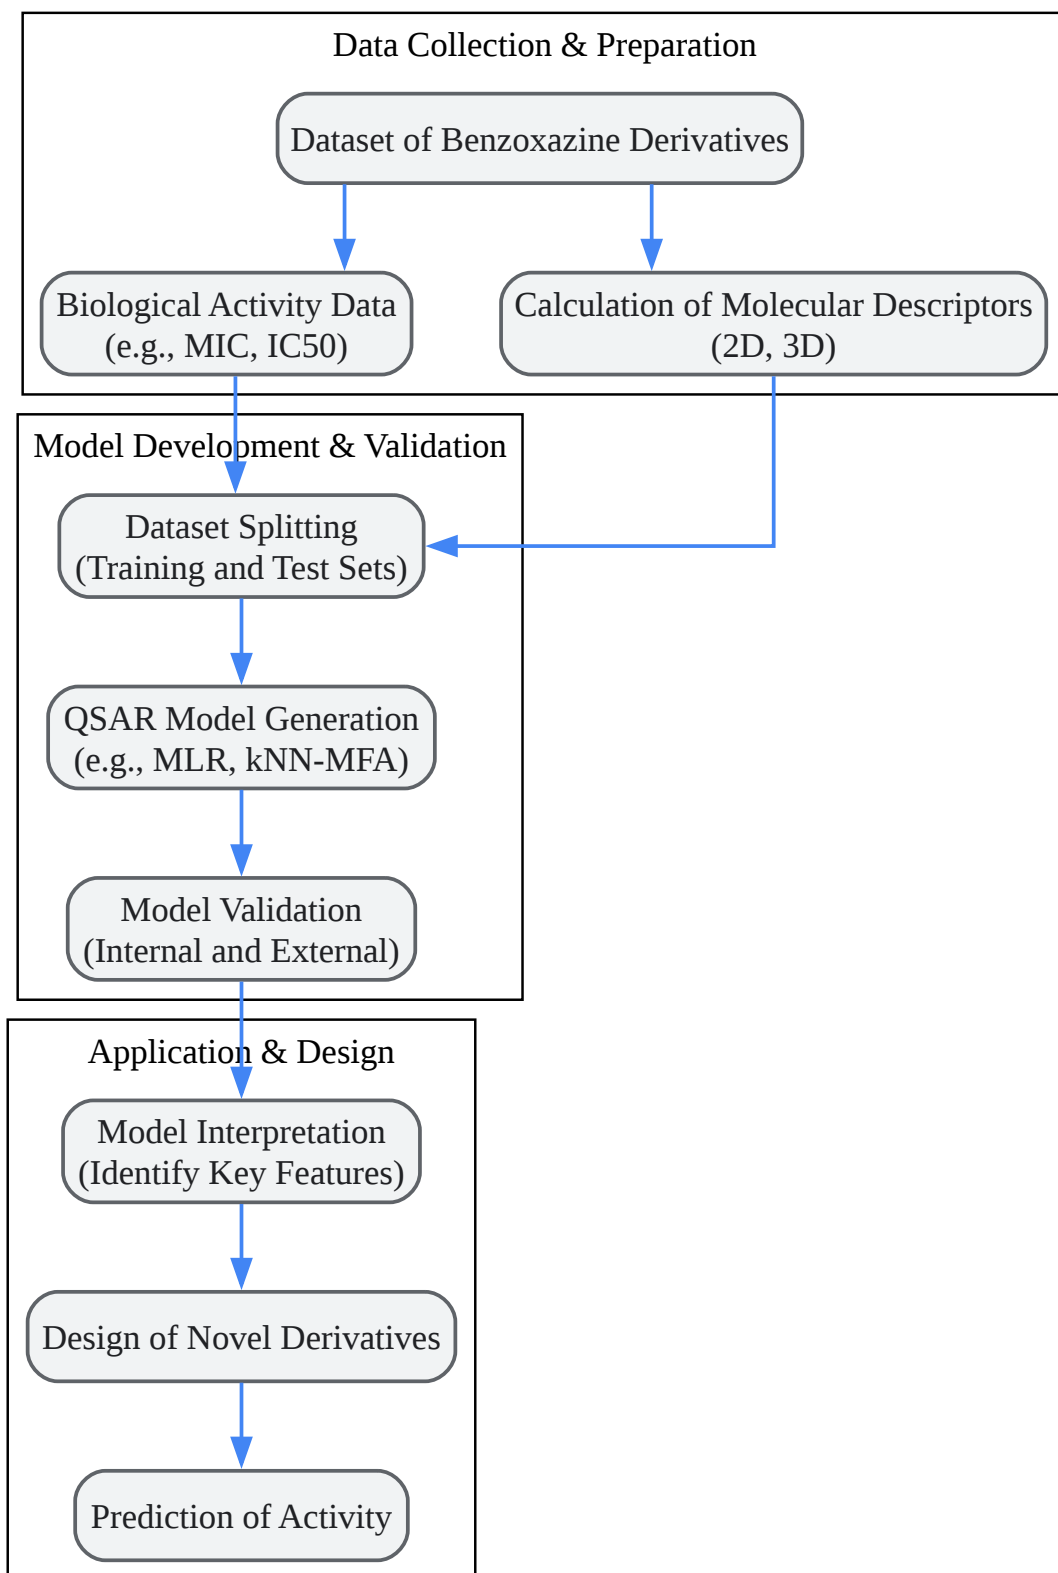 Data Collection & Preparation
Dataset of Benzoxazine Derivatives
Biological Activity Data
(e.g., MIC, IC50)
Calculation of Molecular Descriptors
(2D, 3D)
Model Development & Validation
Dataset Splitting
(Training and Test Sets)
QSAR Model Generation
(e.g., MLR, kNN-MFA)
Model Validation
(Internal and External)
Application & Design
Model Interpretation
(Identify Key Features)
Design of Novel Derivatives
Prediction of Activity